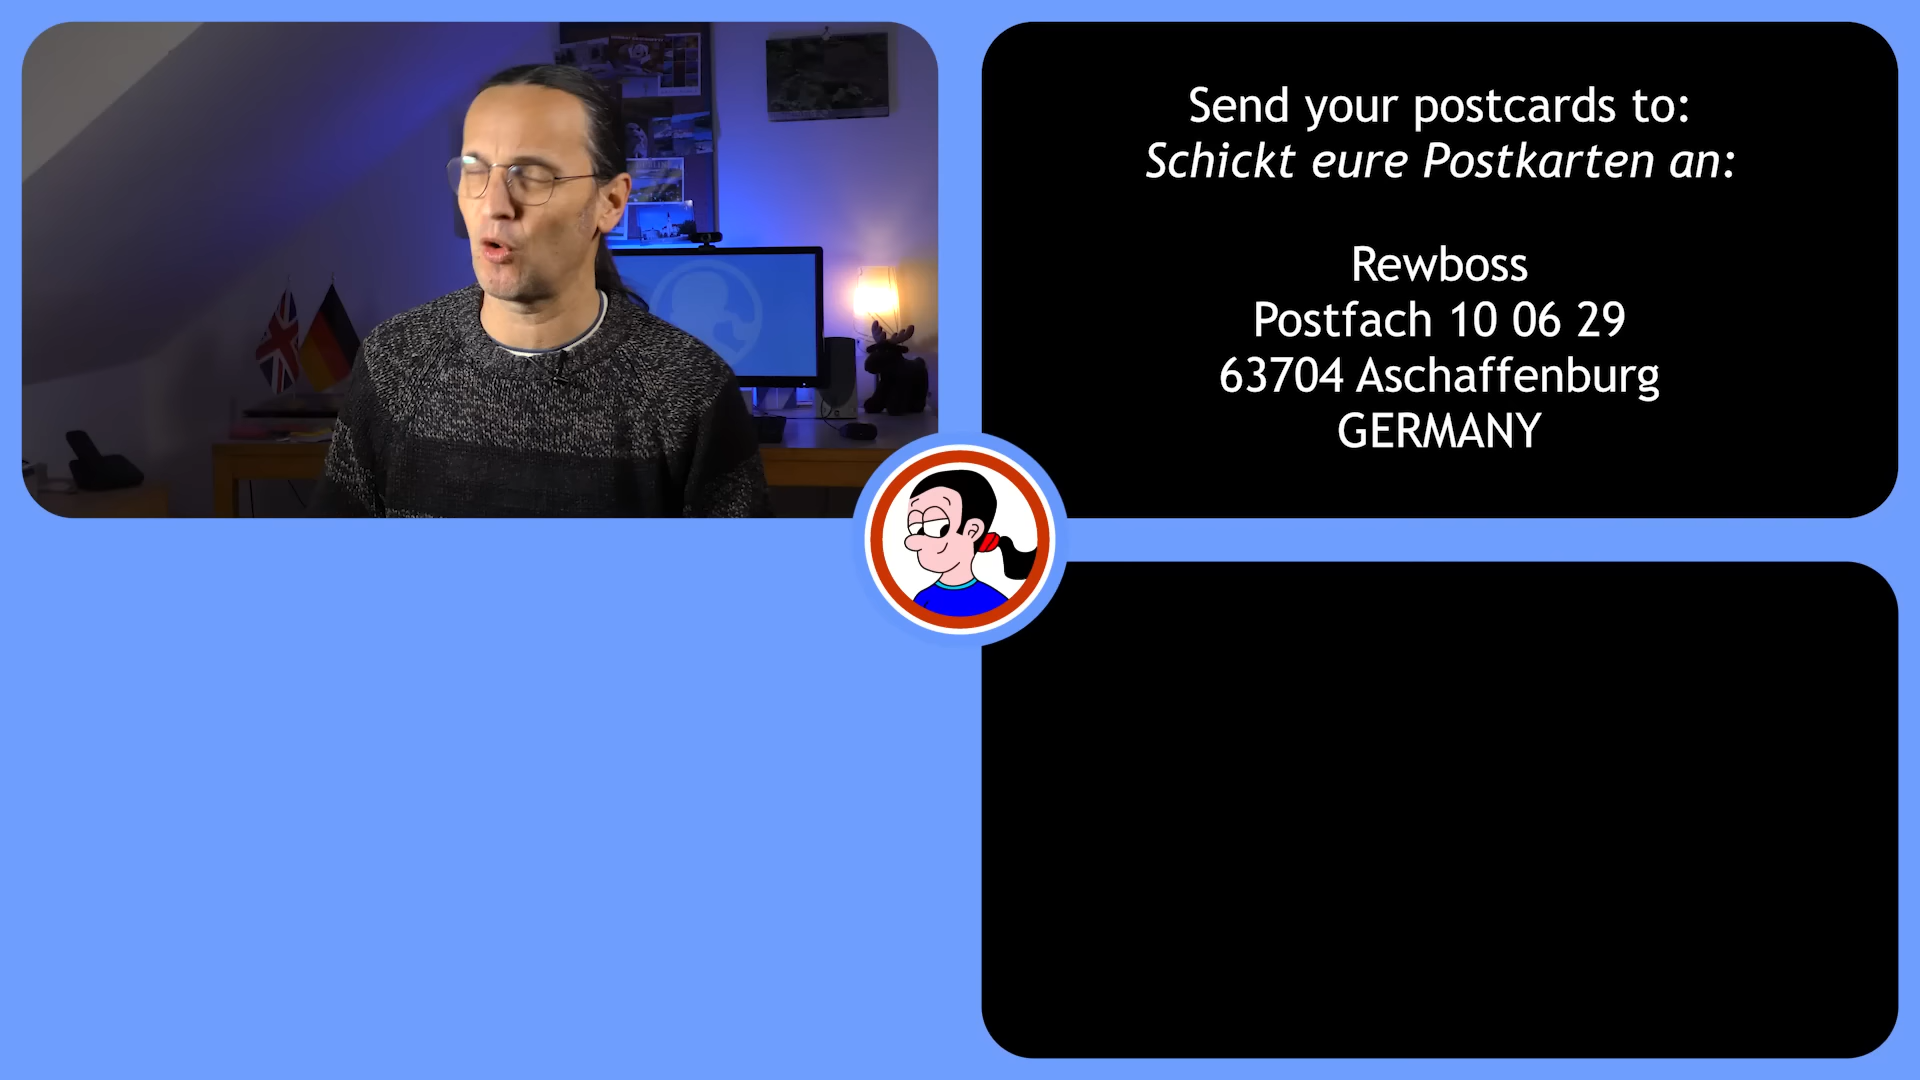 Send your postcards to:
Schickt eure Postkarten an:
Rewboss
Postfach 10 06 29
63704 Aschaffenburg
GERMANY